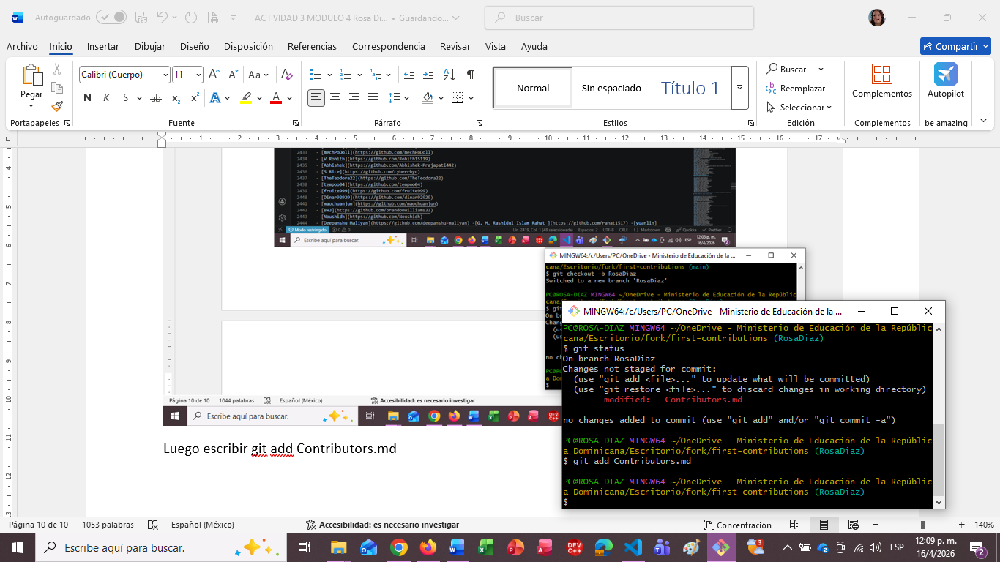 Autoguardado
ACTIVIDAD 3 MODULO 4 Rosa Di... • Guardando...
Buscar
Archivo Inicio Insertar Dibujar Diseño Disposición Referencias Correspondencia Revisar Vista Ayuda
Compartir
Pegar
Calibri (Cuerpo) 11
Normal
Sin espaciado
Título 1
Buscar
Reemplazar
Seleccionar
Complementos
Autopilot
Portapapeles Fuente Párrafo Estilos Edición Complementos be amazing
2433 - [mechPoDoll](https://github.com/mechPoDoll)
2434 - [V Rohith](https://github.com/Rohith15119)
2435 - [Abhishek](https://github.com/Abhishek-Prajapati442)
2436 - [S Rice](https://github.com/cyberrhyc)
2437 - [TheTeodora22](https://github.com/TheTeodora22)
2438 - [tempoo04](https://github.com/tempoo04)
2439 - [fruite999](https://github.com/fruite999)
2440 - [Dinar92929](https://github.com/dinar92929)
2441 - [maochuanjun](https://github.com/maochuanjun)
2442 - [BW3](https://github.com/brandonwilliams33)
2443 - [Noushidh](https://github.com/Noushidh)
2444 - [Deepanshu Maliyan](https://github.com/deepanshu-maliyan) -[G. M. Rashidul Islam Rahat ](https://github.com/rahat1517) -[yuanlin]
Modo restringido 0 0 Lín. 2419, Col. 1 (48 seleccionada) Espacios: 2 UTF-8 CRLF Markdown Quokka Prettier
Escribe aquí para buscar.
ESP 12:05 p. m. 16/4/2026
MINGW64:/c/Users/PC/OneDrive - Ministerio de Educación de la ...
cana/Escritorio/fork/first-contributions (main)
$ git checkout -b RosaDiaz
Switched to a new branch 'RosaDiaz'
PC@ROSA-DIAZ MINGW64 ~/OneDrive - Ministerio de Educación de la Repúblic
Página 10 de 10 1044 palabras Español (México) Accesibilidad: es necesario investigar
Escribe aquí para buscar.
Luego escribir git add Contributors.md
MINGW64:/c/Users/PC/OneDrive - Ministerio de Educación de la ...
PC@ROSA-DIAZ MINGW64 ~/OneDrive - Ministerio de Educación de la Repúblic
cana/Escritorio/fork/first-contributions (RosaDiaz)
$ git status
On branch RosaDiaz
Changes not staged for commit:
(use "git add <file>..." to update what will be committed)
(use "git restore <file>..." to discard changes in working directory)
modified: Contributors.md
no changes added to commit (use "git add" and/or "git commit -a")
PC@ROSA-DIAZ MINGW64 ~/OneDrive - Ministerio de Educación de la Repúblic
a Dominicana/Escritorio/fork/first-contributions (RosaDiaz)
$ git add Contributors.md
PC@ROSA-DIAZ MINGW64 ~/OneDrive - Ministerio de Educación de la Repúblic
a Dominicana/Escritorio/fork/first-contributions (RosaDiaz)
$
Página 10 de 10 1053 palabras Español (México) Accesibilidad: es necesario investigar Concentración 140%
Escribe aquí para buscar.
ESP
12:09 p. m.
16/4/2026